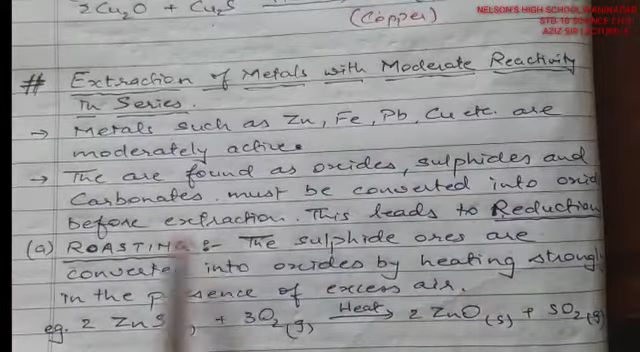 2Cu2O + Cu2S
(Copper)
NELSON'S HIGH SCHOOL
STD 10 SCIENCE
AZIZ SIR LECTURE
# Extraction of Metals with Moderate Reactivity
in Series.
→ Metals such as Zn, Fe, Pb, Cu etc. are
moderately active.
→ The are found as oxides, sulphides and
Carbonates. must be converted into oxid
before extraction. This leads to Reduction
(a) ROASTING :- The sulphide ores are
into oxides by heating strongl
in the of excess air.
eg. 2 ZnS + 3O2(g) Heat→ 2 ZnO(s) + SO2(g)